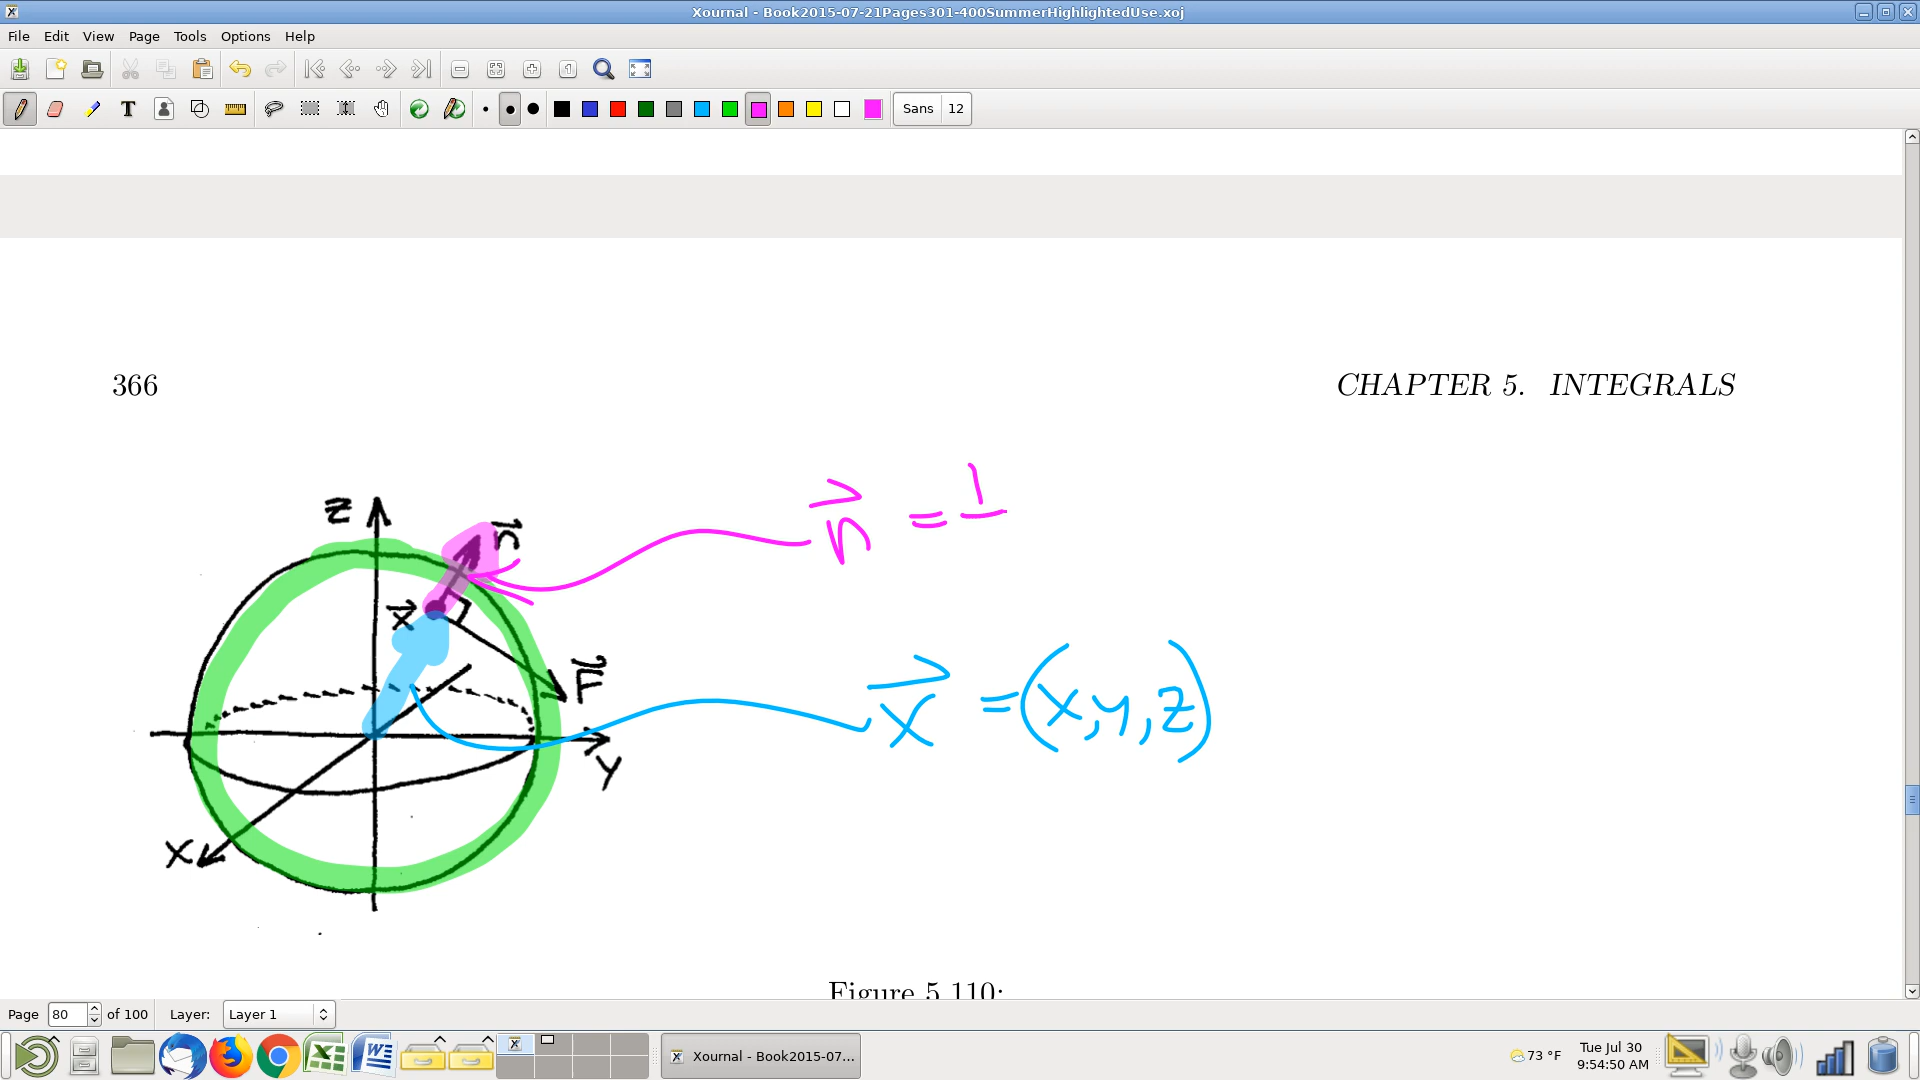 Xournal - Book2015-07-21Pages301-400SummerHighlightedUse.xoj
File Edit View Page Tools Options Help
Sans 12
366 CHAPTER 5. INTEGRALS
z
n
n = 1
x
F
x = (x, y, z)
y
x
Figure 5.110:
Page 80 of 100 Layer: Layer 1
Xournal - Book2015-07...
73 °F
Tue Jul 30
9:54:50 AM